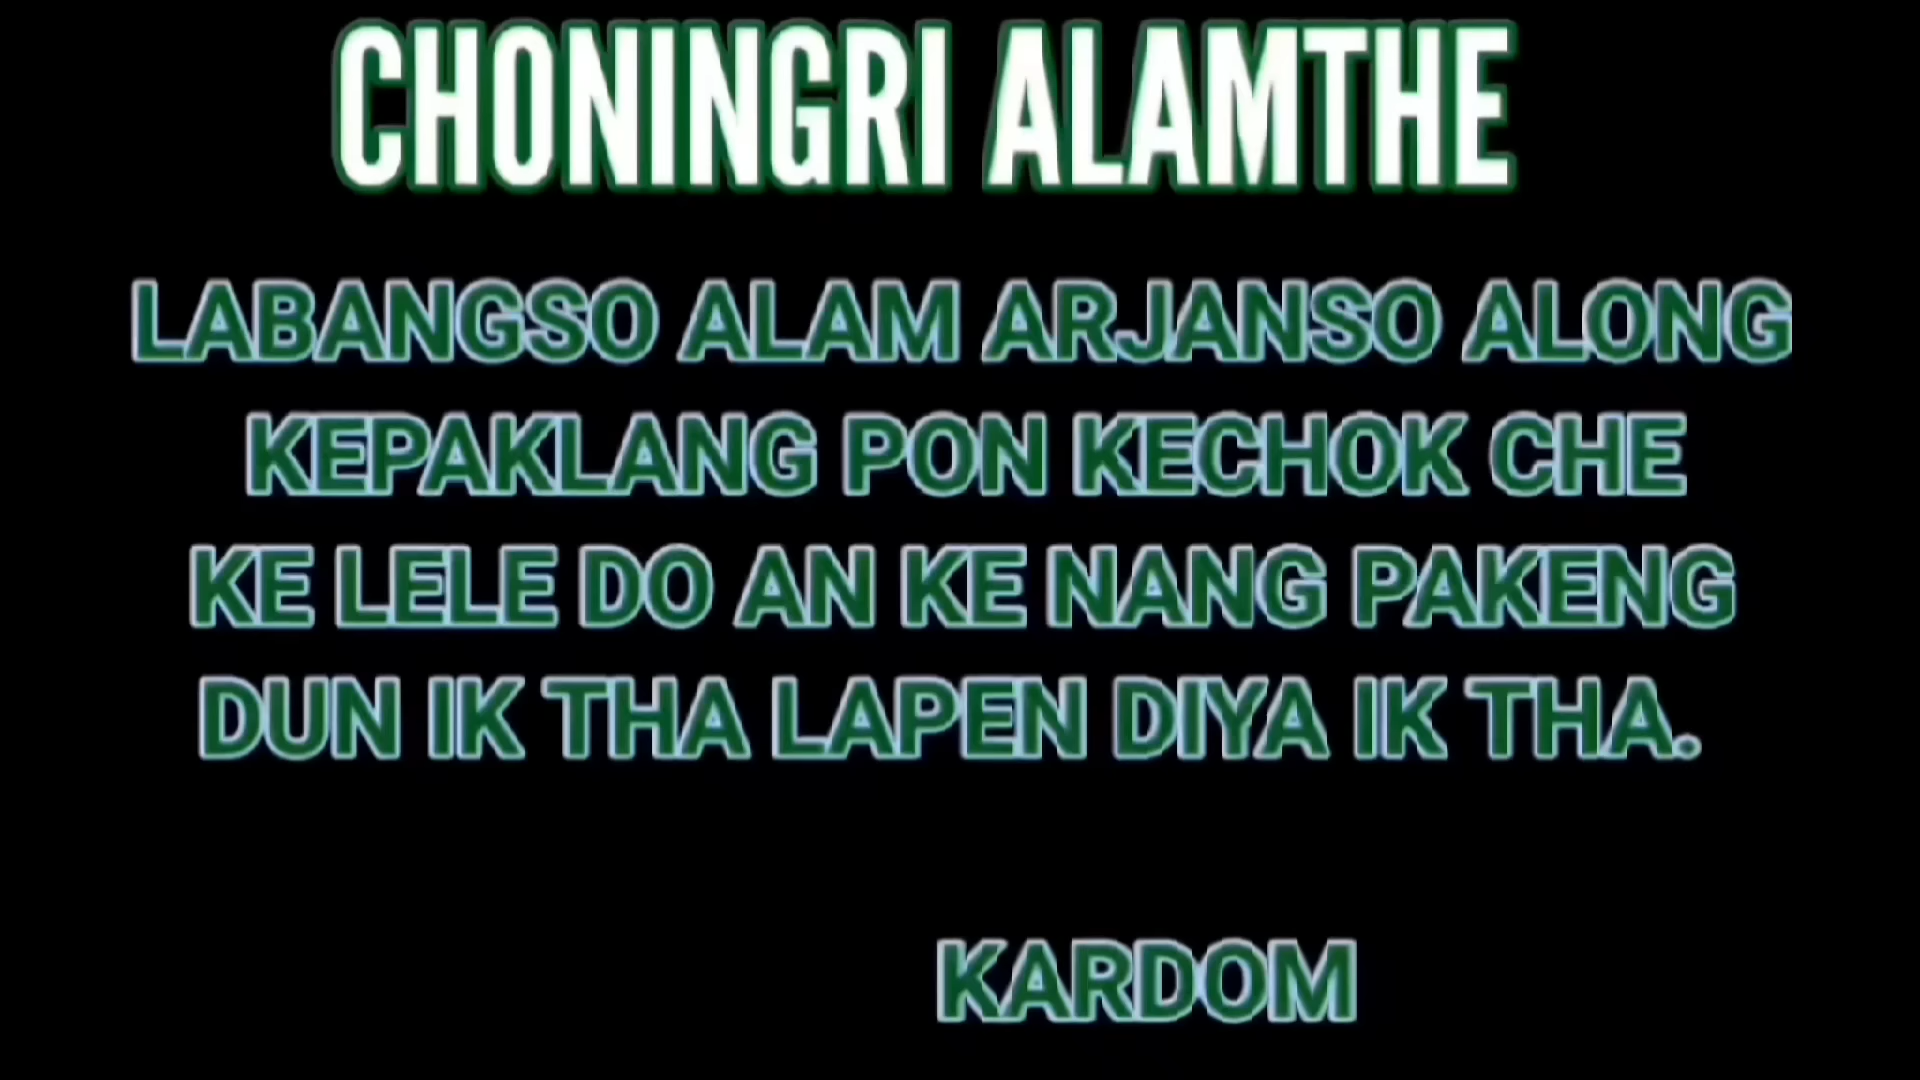 CHONINGRI ALAMTHE
LABANGSO ALAM ARJANSO ALONG
KEPAKLANG PON KECHOK CHE
KE LELE DO AN KE NANG PAKENG
DUN IK THA LAPEN DIYA IK THA.
KARDOM